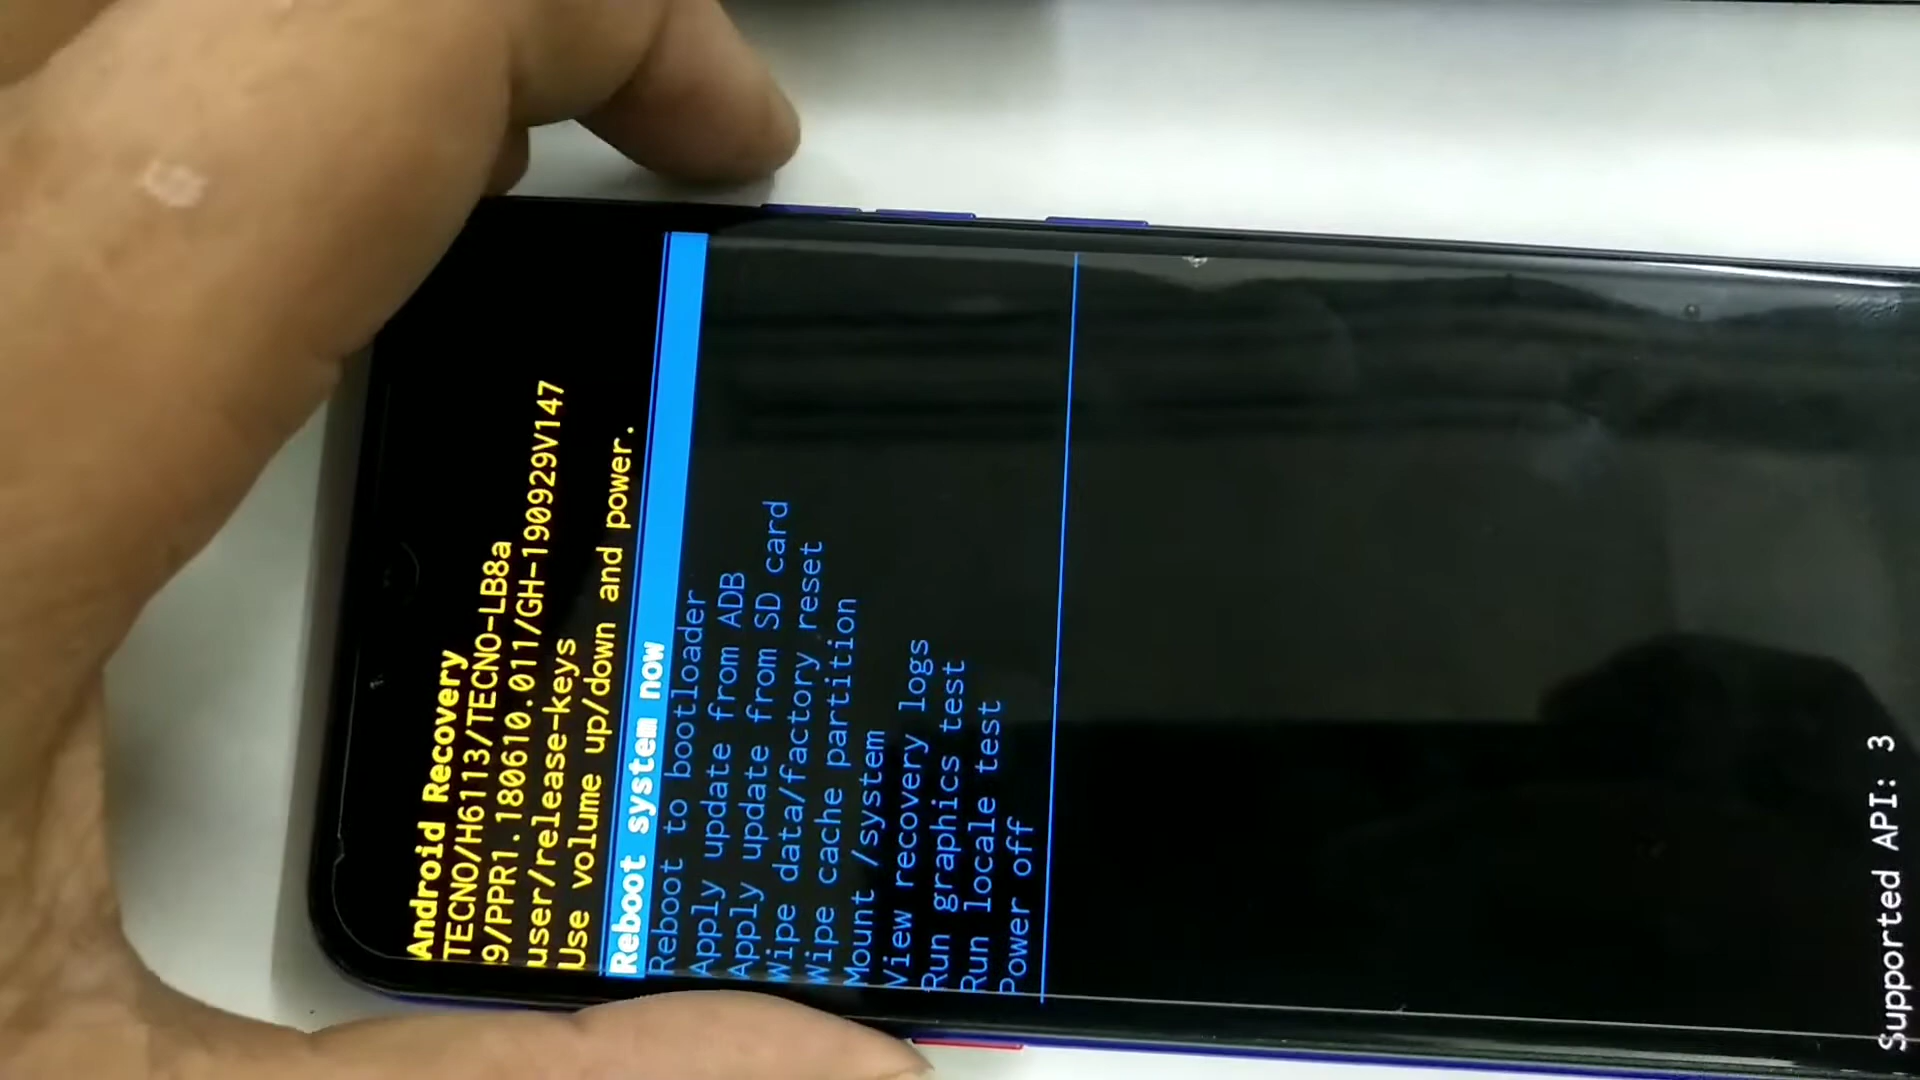 Android Recovery
TECNO/H6113/TECNO-LB8a
9/PPR1.180610.011/GH-190929V147
user/release-keys
Use volume up/down and power.
Reboot system now
Reboot to bootloader
Apply update from ADB
Apply update from SD card
Wipe data/factory reset
Wipe cache partition
Mount /system
View recovery logs
Run graphics test
Run locale test
Power off
Supported API: 3